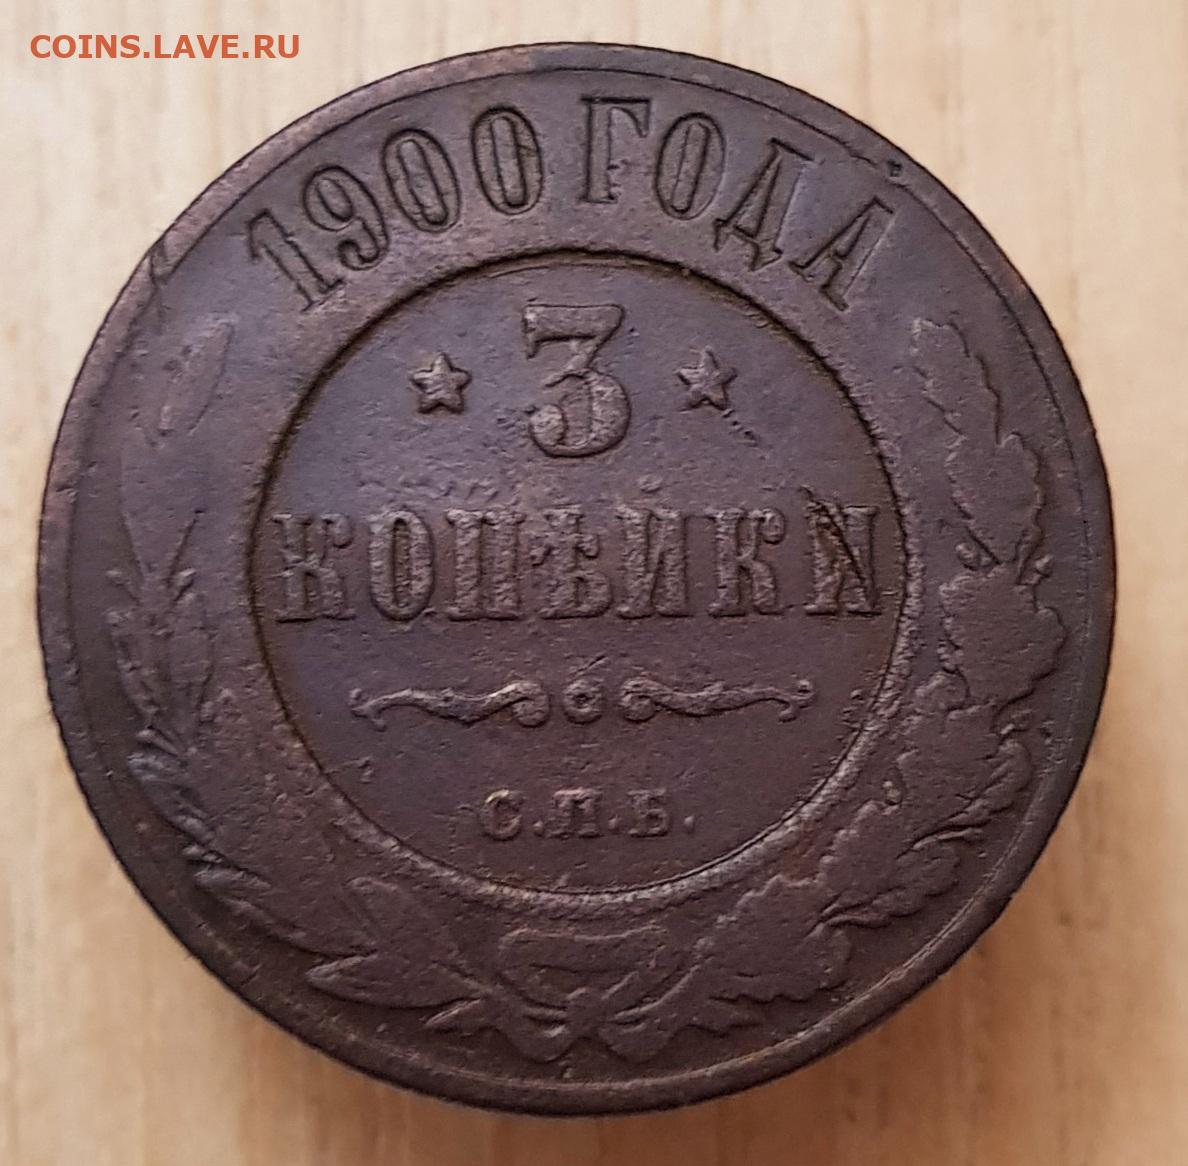 COINS.LAVE.RU
1900 ГОДА
3
КОПѢЙКИ
С.П.Б.